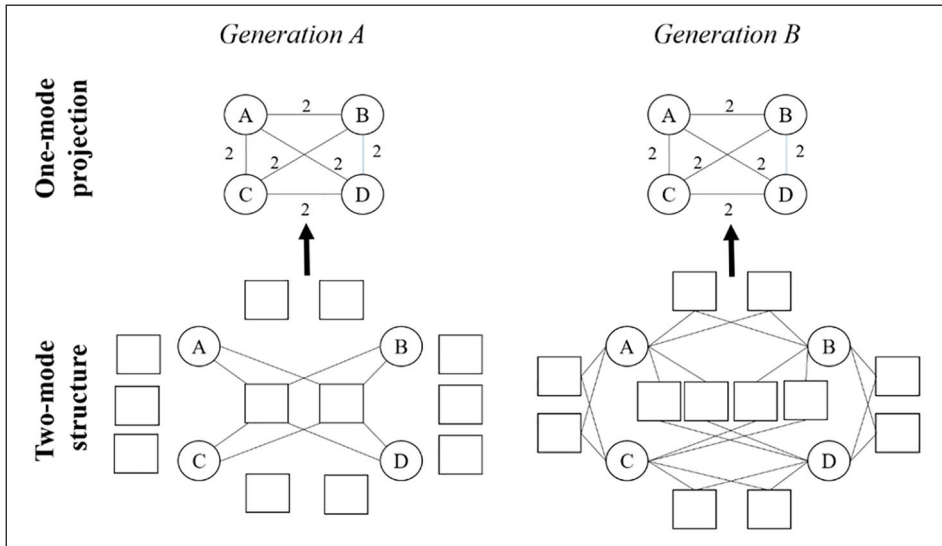 Generation A
Generation B
One-mode
projection
A 2 B
2 2 2 2
C D
2
A 2 B
2 2 2 2
C D
2
Two-mode
structure
A B
C D
A B
C D